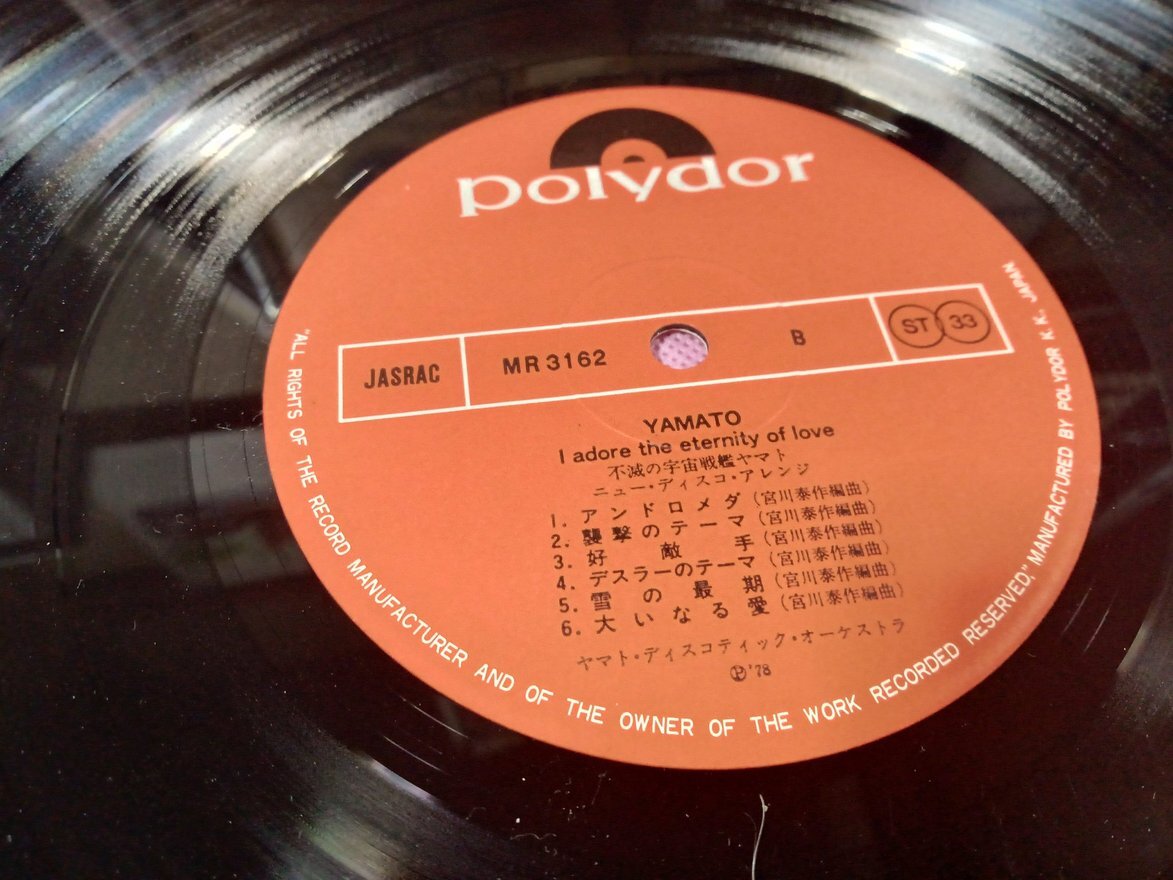 polydor
JASRAC MR 3162 B ST 33
YAMATO
I adore the eternity of love
不滅の宇宙戦艦ヤマト
ニュー・ディスコ・アレンジ
1. アンドロメダ (宮川泰作編曲)
2. 襲撃のテーマ (宮川泰作編曲)
3. 好敵手 (宮川泰作編曲)
4. デスラーのテーマ (宮川泰作編曲)
5. 雪の最期 (宮川泰作編曲)
6. 大いなる愛 (宮川泰作編曲)
ヤマト・ディスコティック・オーケストラ
Ⓟ'78
"ALL RIGHTS OF THE RECORD MANUFACTURER AND OF THE OWNER OF THE WORK RECORDED RESERVED," MANUFACTURED BY POLYDOR K.K. JAPAN